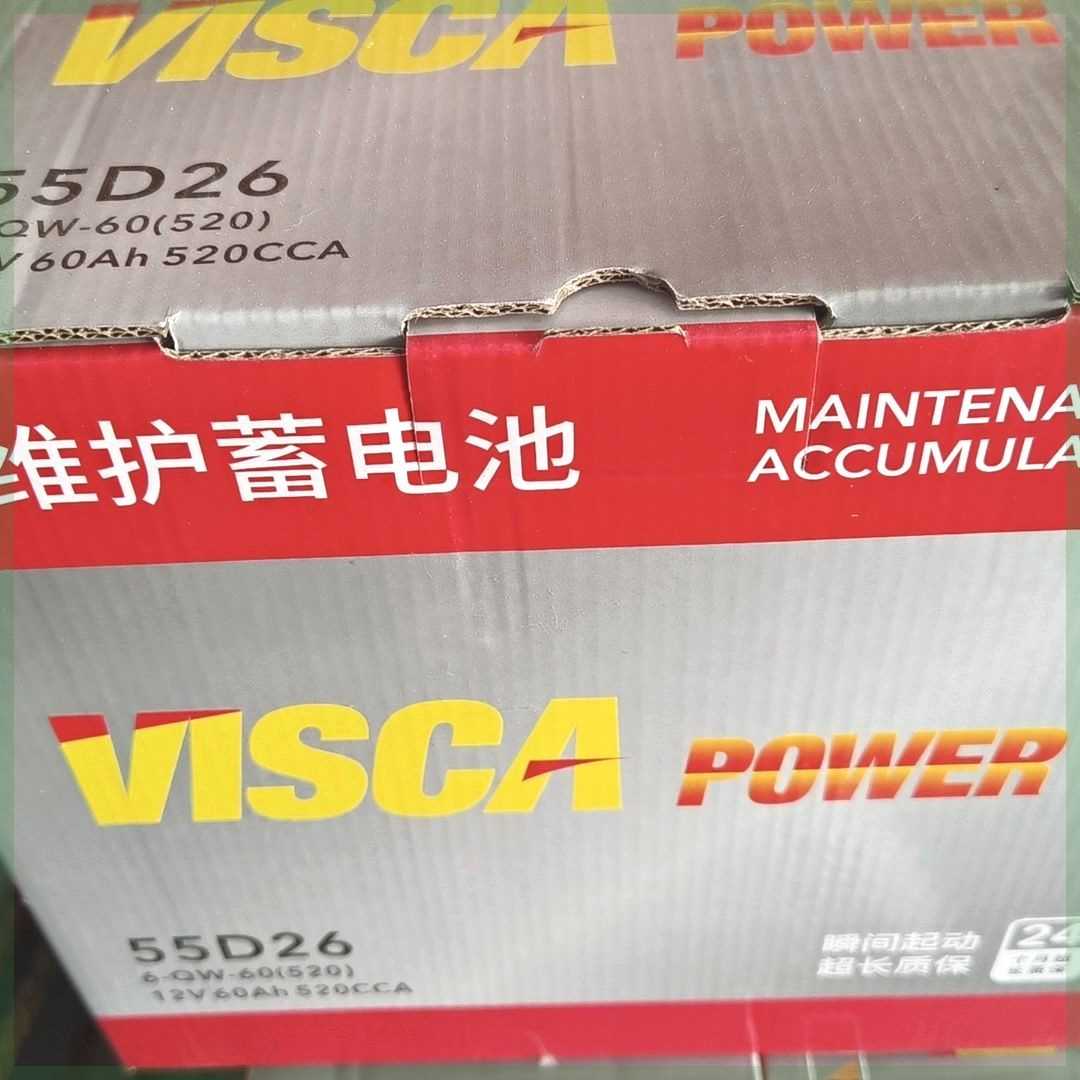 VISCA POWER
55D26
QW-60(520)
V 60Ah 520CCA
维护蓄电池
MAINTENA
ACCUMULA
VISCA POWER
55D26
6-QW-60(520)
12V 60Ah 520CCA
瞬间起动
超长质保
24